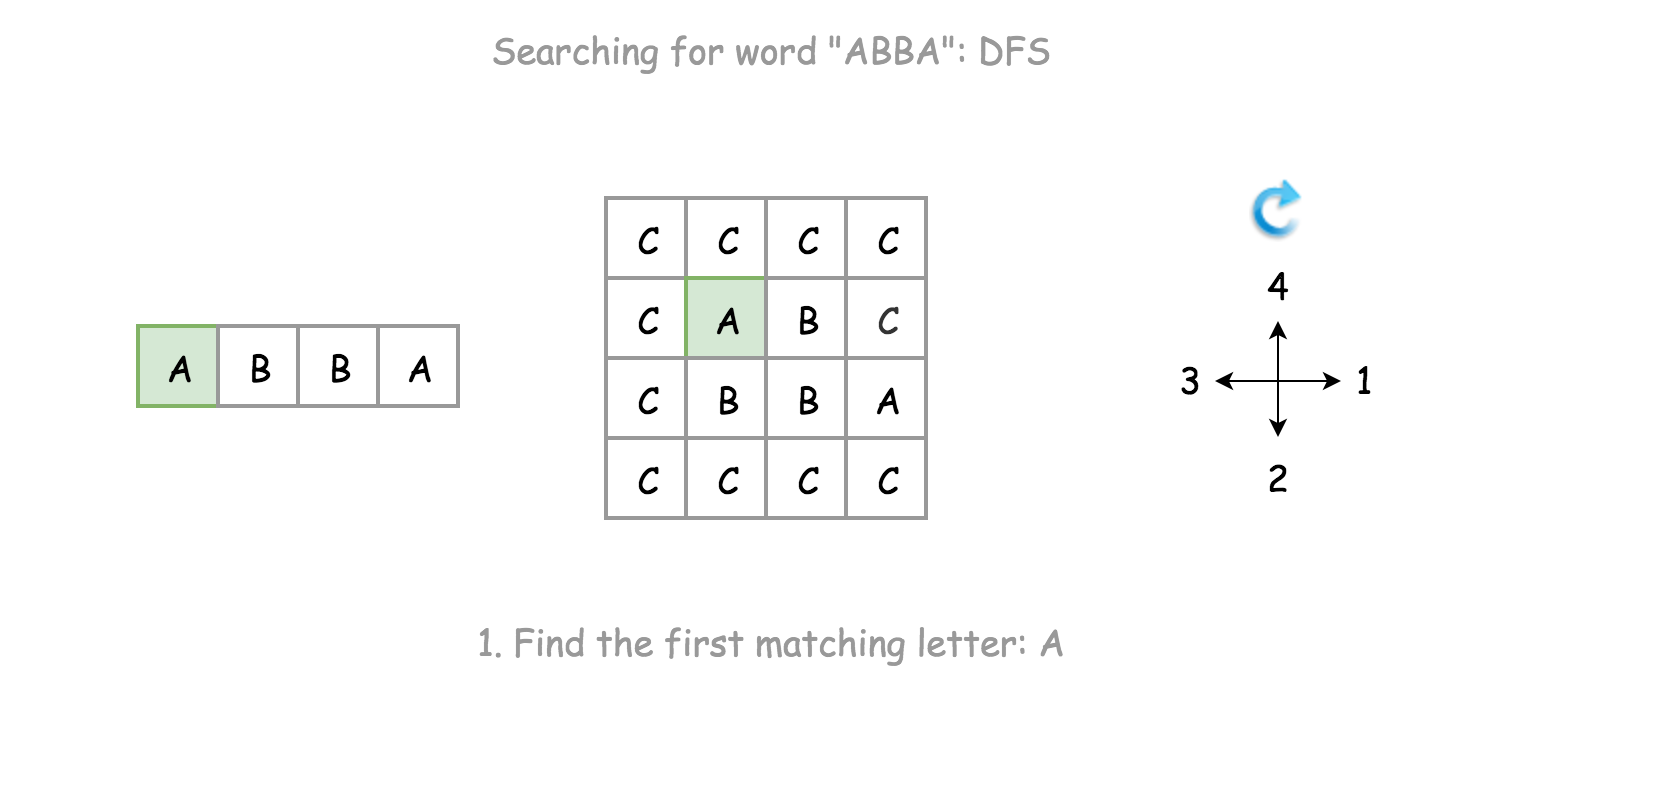 Searching for word "ABBA": DFS
A B B A
C C C C
C A B C
C B B A
C C C C
4
3 1
2
1. Find the first matching letter: A